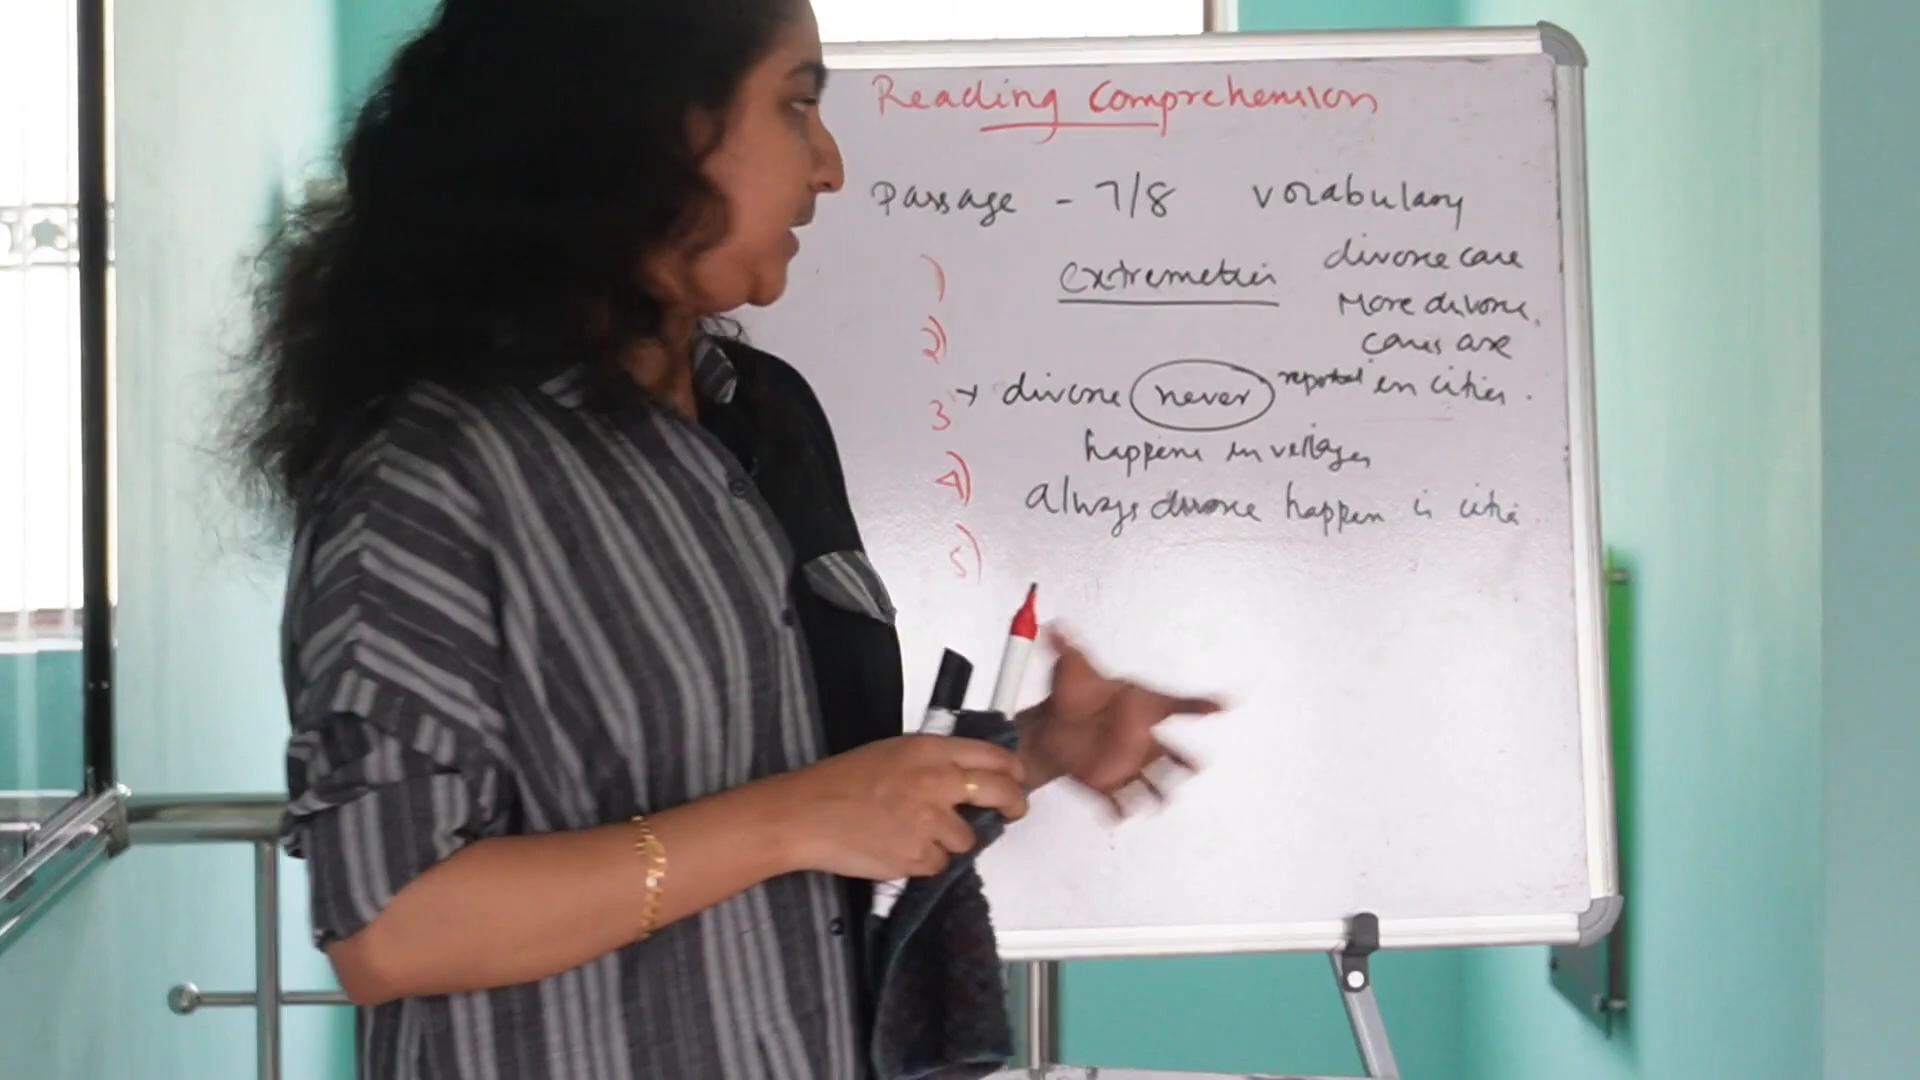 Reading Comprehension
Passage - 7/8 vocabulary
1) extremeties divorce case
2) More divorce
cases are
3 x divorce never reported in cities.
happens in villages
4) Always divorce happen in citie
5)